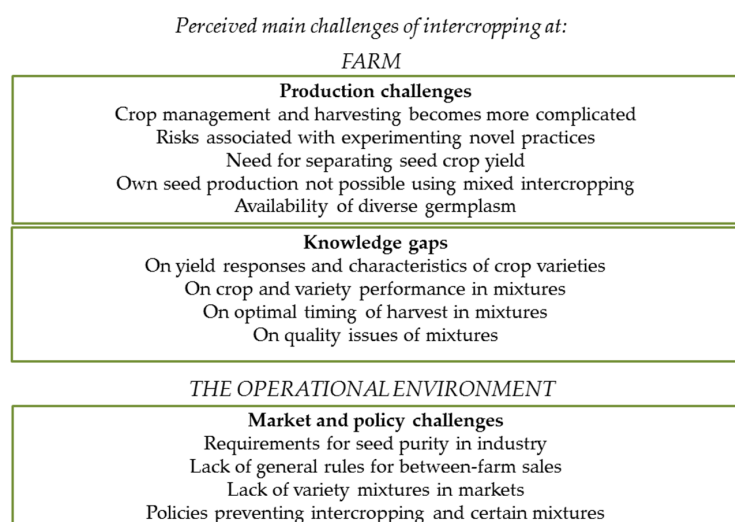 Perceived main challenges of intercropping at:
FARM
Production challenges
Crop management and harvesting becomes more complicated
Risks associated with experimenting novel practices
Need for separating seed crop yield
Own seed production not possible using mixed intercropping
Availability of diverse germplasm
Knowledge gaps
On yield responses and characteristics of crop varieties
On crop and variety performance in mixtures
On optimal timing of harvest in mixtures
On quality issues of mixtures
THE OPERATIONAL ENVIRONMENT
Market and policy challenges
Requirements for seed purity in industry
Lack of general rules for between-farm sales
Lack of variety mixtures in markets
Policies preventing intercropping and certain mixtures